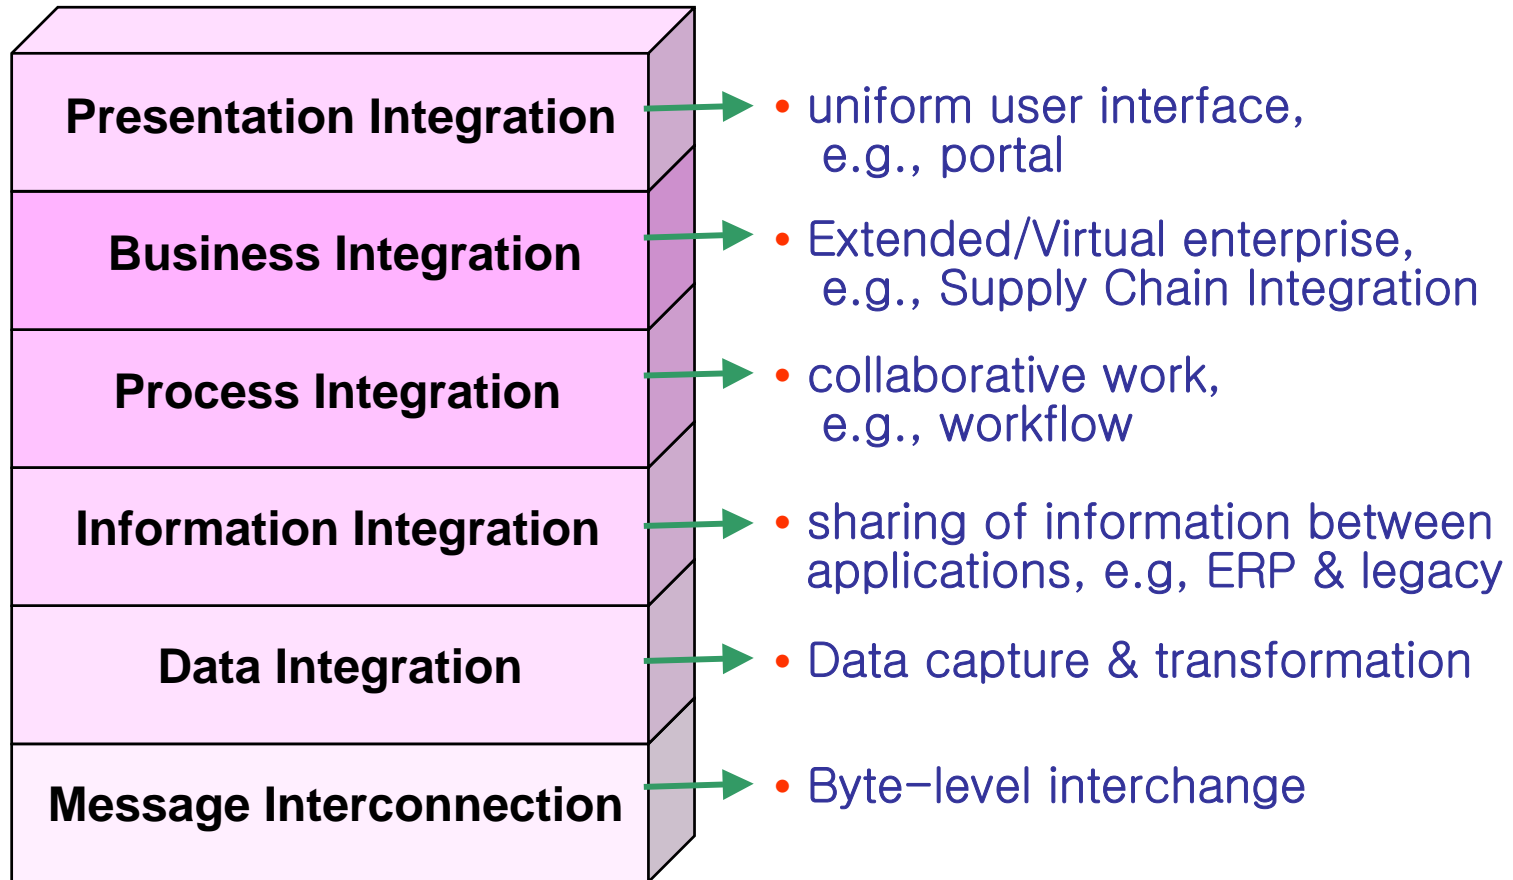 Presentation Integration
• uniform user interface,
e.g., portal
Business Integration
• Extended/Virtual enterprise,
e.g., Supply Chain Integration
Process Integration
• collaborative work,
e.g., workflow
Information Integration
• sharing of information between
applications, e.g, ERP & legacy
Data Integration
• Data capture & transformation
Message Interconnection
• Byte-level interchange